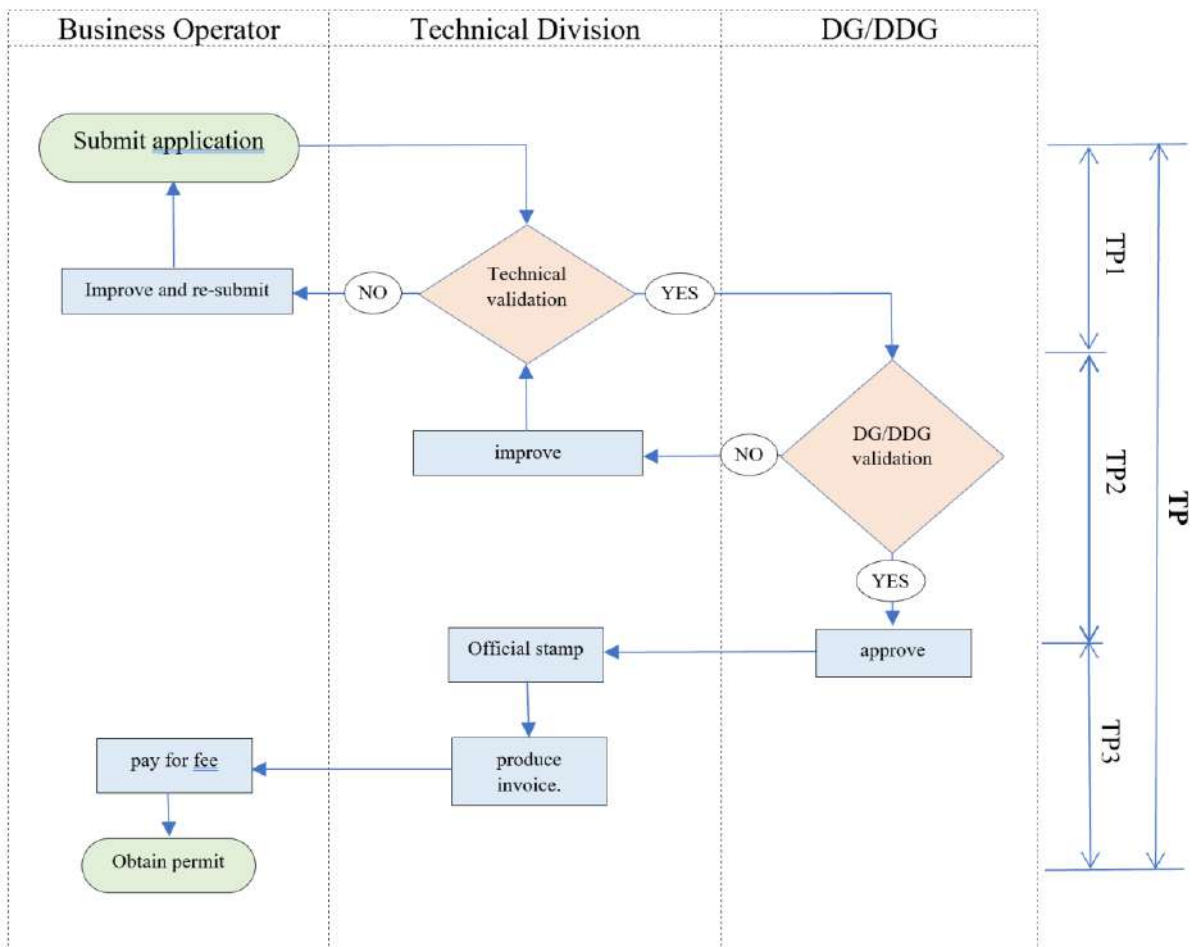 Business Operator
Technical Division
DG/DDG
Submit application
TP1
Technical
validation
Improve and re-submit
NO
YES
DG/DDG
validation
improve
NO
TP2
TP
YES
Official stamp
approve
pay for fee
produce
invoice.
TP3
Obtain permit